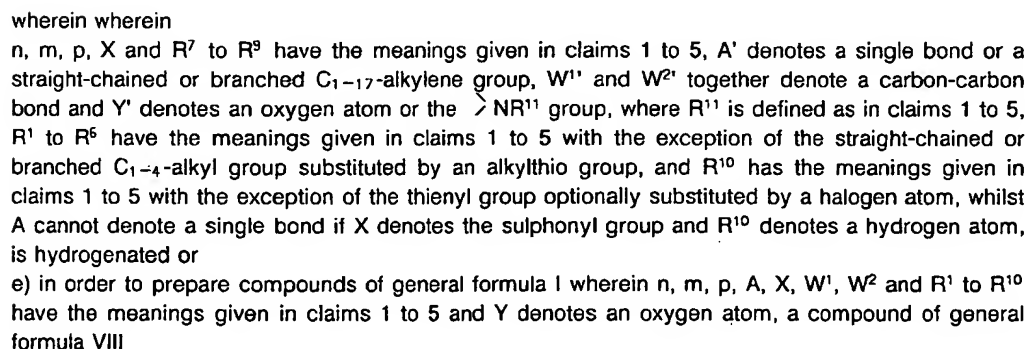 wherein wherein
n, m, p, X and R⁷ to R⁹ have the meanings given in claims 1 to 5, A' denotes a single bond or a
straight-chained or branched C₁₋₁₇-alkylene group, W¹' and W²' together denote a carbon-carbon
bond and Y' denotes an oxygen atom or the >NR¹¹ group, where R¹¹ is defined as in claims 1 to 5,
R¹ to R⁶ have the meanings given in claims 1 to 5 with the exception of the straight-chained or
branched C₁₋₄-alkyl group substituted by an alkylthio group, and R¹⁰ has the meanings given in
claims 1 to 5 with the exception of the thienyl group optionally substituted by a halogen atom, whilst
A cannot denote a single bond if X denotes the sulphonyl group and R¹⁰ denotes a hydrogen atom,
is hydrogenated or
e) in order to prepare compounds of general formula I wherein n, m, p, A, X, W¹, W² and R¹ to R¹⁰
have the meanings given in claims 1 to 5 and Y denotes an oxygen atom, a compound of general
formula VIII